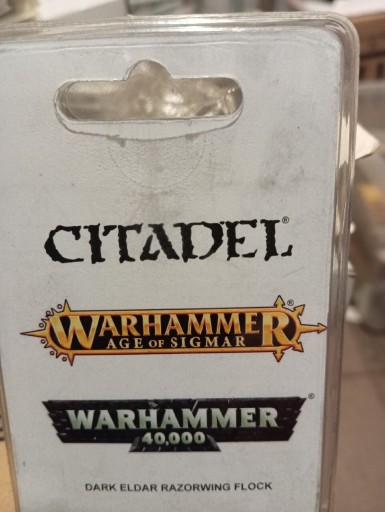 CITADEL®
WARHAMMER®
AGE OF SIGMAR
WARHAMMER®
40,000
DARK ELDAR RAZORWING FLOCK